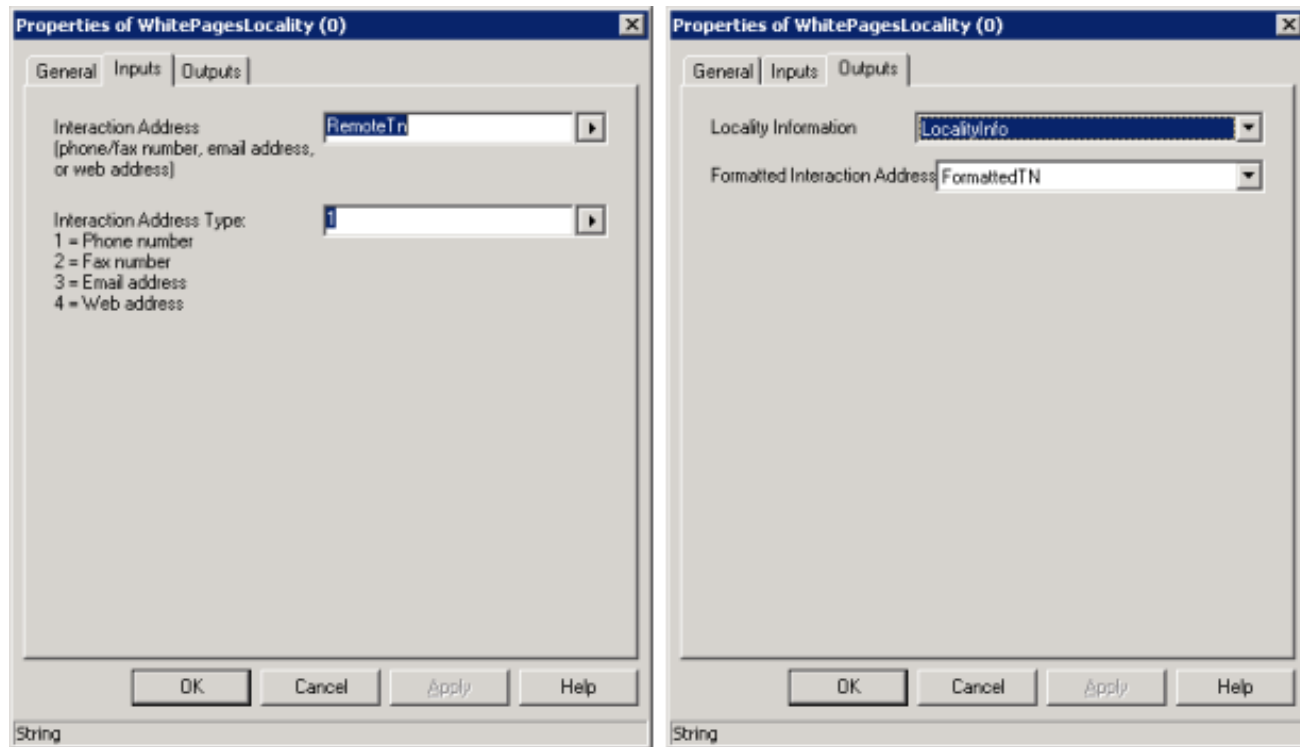 Properties of WhitePagesLocality (0)
General Inputs Outputs
Interaction Address
(phone/fax number, email address,
or web address)
RemoteTn
Interaction Address Type:
1 = Phone number
2 = Fax number
3 = Email address
4 = Web address
1
OK Cancel Apply Help
String
Properties of WhitePagesLocality (0)
General Inputs Outputs
Locality Information LocalityInfo
Formatted Interaction Address FormattedTN
OK Cancel Apply Help
String